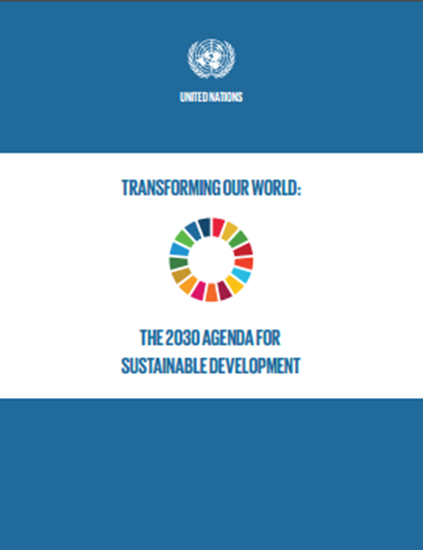 UNITED NATIONS
TRANSFORMING OUR WORLD:
THE 2030 AGENDA FOR
SUSTAINABLE DEVELOPMENT